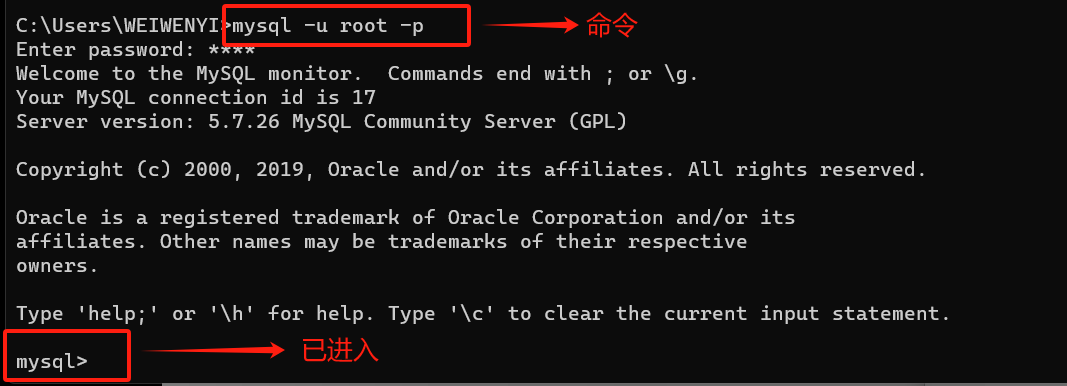 C:\Users\WEIWENYI>mysql -u root -p 命令
Enter password: ****
Welcome to the MySQL monitor.  Commands end with ; or \g.
Your MySQL connection id is 17
Server version: 5.7.26 MySQL Community Server (GPL)
Copyright (c) 2000, 2019, Oracle and/or its affiliates. All rights reserved.
Oracle is a registered trademark of Oracle Corporation and/or its
affiliates. Other names may be trademarks of their respective
owners.
Type 'help;' or '\h' for help. Type '\c' to clear the current input statement.
mysql> 已进入